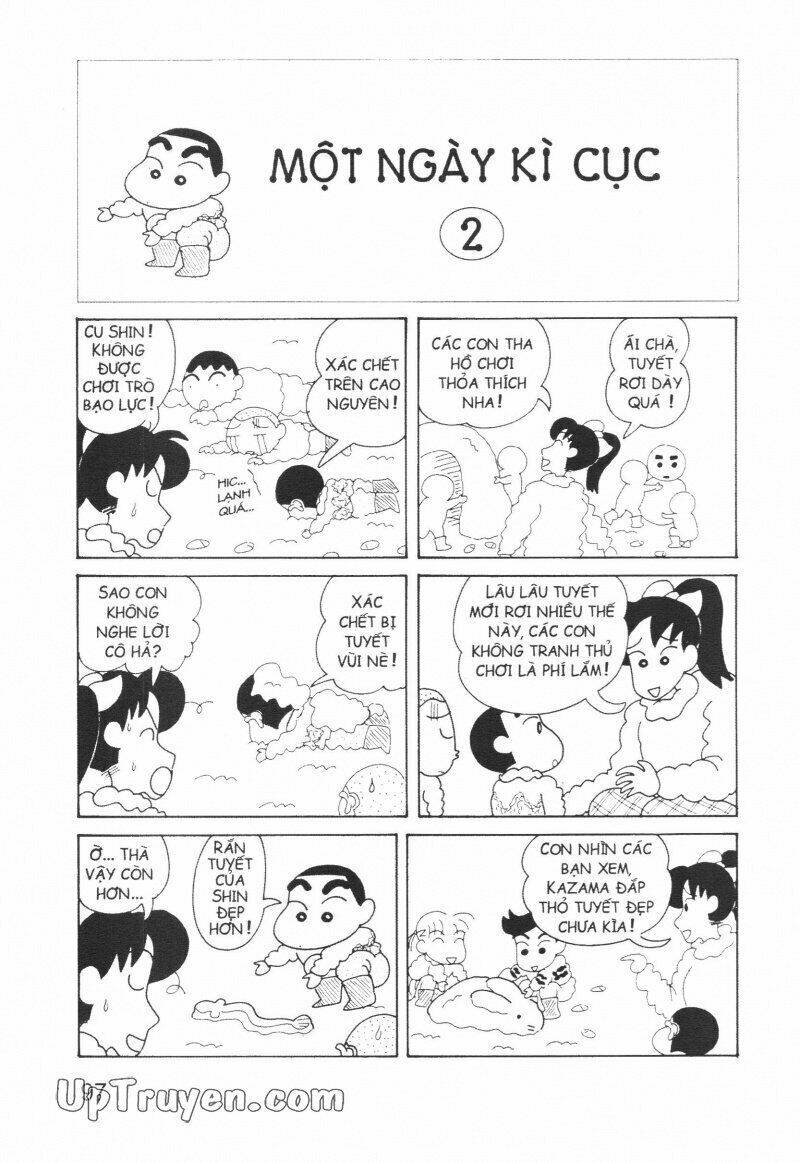 MỘT NGÀY KÌ CỤC
2
ÁI CHÀ,
TUYẾT
RƠI DÀY
QUÁ !
CÁC CON THA
HỒ CHƠI
THỎA THÍCH
NHA!
XÁC CHẾT
TRÊN CAO
NGUYÊN!
HIC...
LẠNH
QUÁ...
CU SHIN!
KHÔNG
ĐƯỢC
CHƠI TRÒ
BẠO LỰC!
LÂU LÂU TUYẾT
MỚI RƠI NHIỀU THẾ
NÀY, CÁC CON
KHÔNG TRANH THỦ
CHƠI LÀ PHÍ LẮM!
XÁC
CHẾT BỊ
TUYẾT
VÙI NÈ!
SAO CON
KHÔNG
NGHE LỜI
CÔ HẢ?
CON NHÌN CÁC
BẠN XEM,
KAZAMA ĐẮP
THỎ TUYẾT ĐẸP
CHƯA KÌA!
RẮN
TUYẾT
CỦA
SHIN
ĐẸP
HƠN!
Ờ... THÀ
VẬY CÒN
HƠN...
97
UpTruyen.com